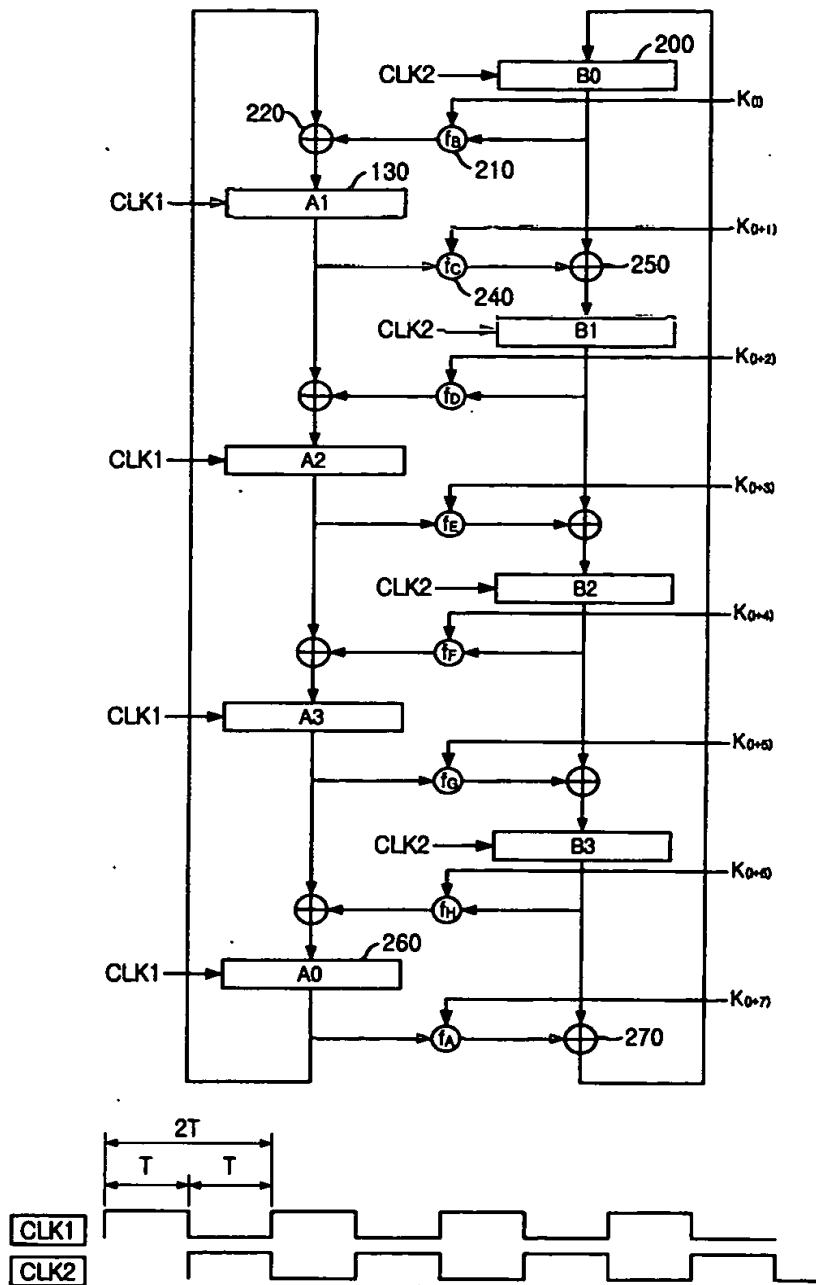 200
CLK2 B0
K(i)
220 fB
210
130
CLK1 A1
K(i+1)
fC 250
240
CLK2 B1
K(i+2)
fD
CLK1 A2
K(i+3)
fE
CLK2 B2
K(i+4)
fF
CLK1 A3
K(i+5)
fG
CLK2 B3
K(i+6)
fH
260
CLK1 A0
K(i+7)
fA 270
2T
T T
CLK1
CLK2